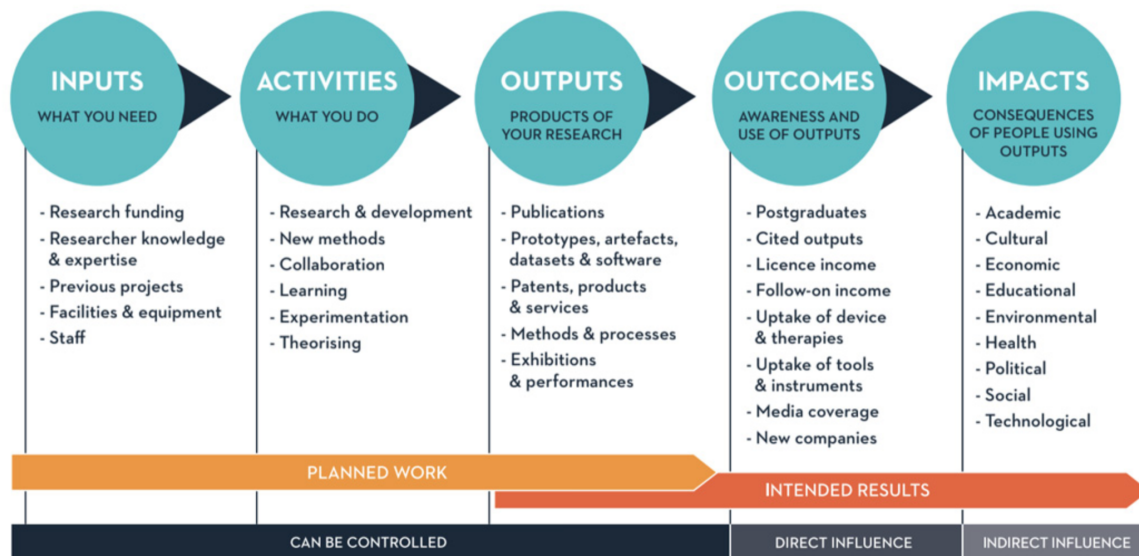 INPUTS
WHAT YOU NEED
- Research funding
- Researcher knowledge
& expertise
- Previous projects
- Facilities & equipment
- Staff
ACTIVITIES
WHAT YOU DO
- Research & development
- New methods
- Collaboration
- Learning
- Experimentation
- Theorising
OUTPUTS
PRODUCTS OF
YOUR RESEARCH
- Publications
- Prototypes, artefacts,
datasets & software
- Patents, products
& services
- Methods & processes
- Exhibitions
& performances
OUTCOMES
AWARENESS AND
USE OF OUTPUTS
- Postgraduates
- Cited outputs
- Licence income
- Follow-on income
- Uptake of device
& therapies
- Uptake of tools
& instruments
- Media coverage
- New companies
IMPACTS
CONSEQUENCES
OF PEOPLE USING
OUTPUTS
- Academic
- Cultural
- Economic
- Educational
- Environmental
- Health
- Political
- Social
- Technological
PLANNED WORK
INTENDED RESULTS
CAN BE CONTROLLED
DIRECT INFLUENCE
INDIRECT INFLUENCE